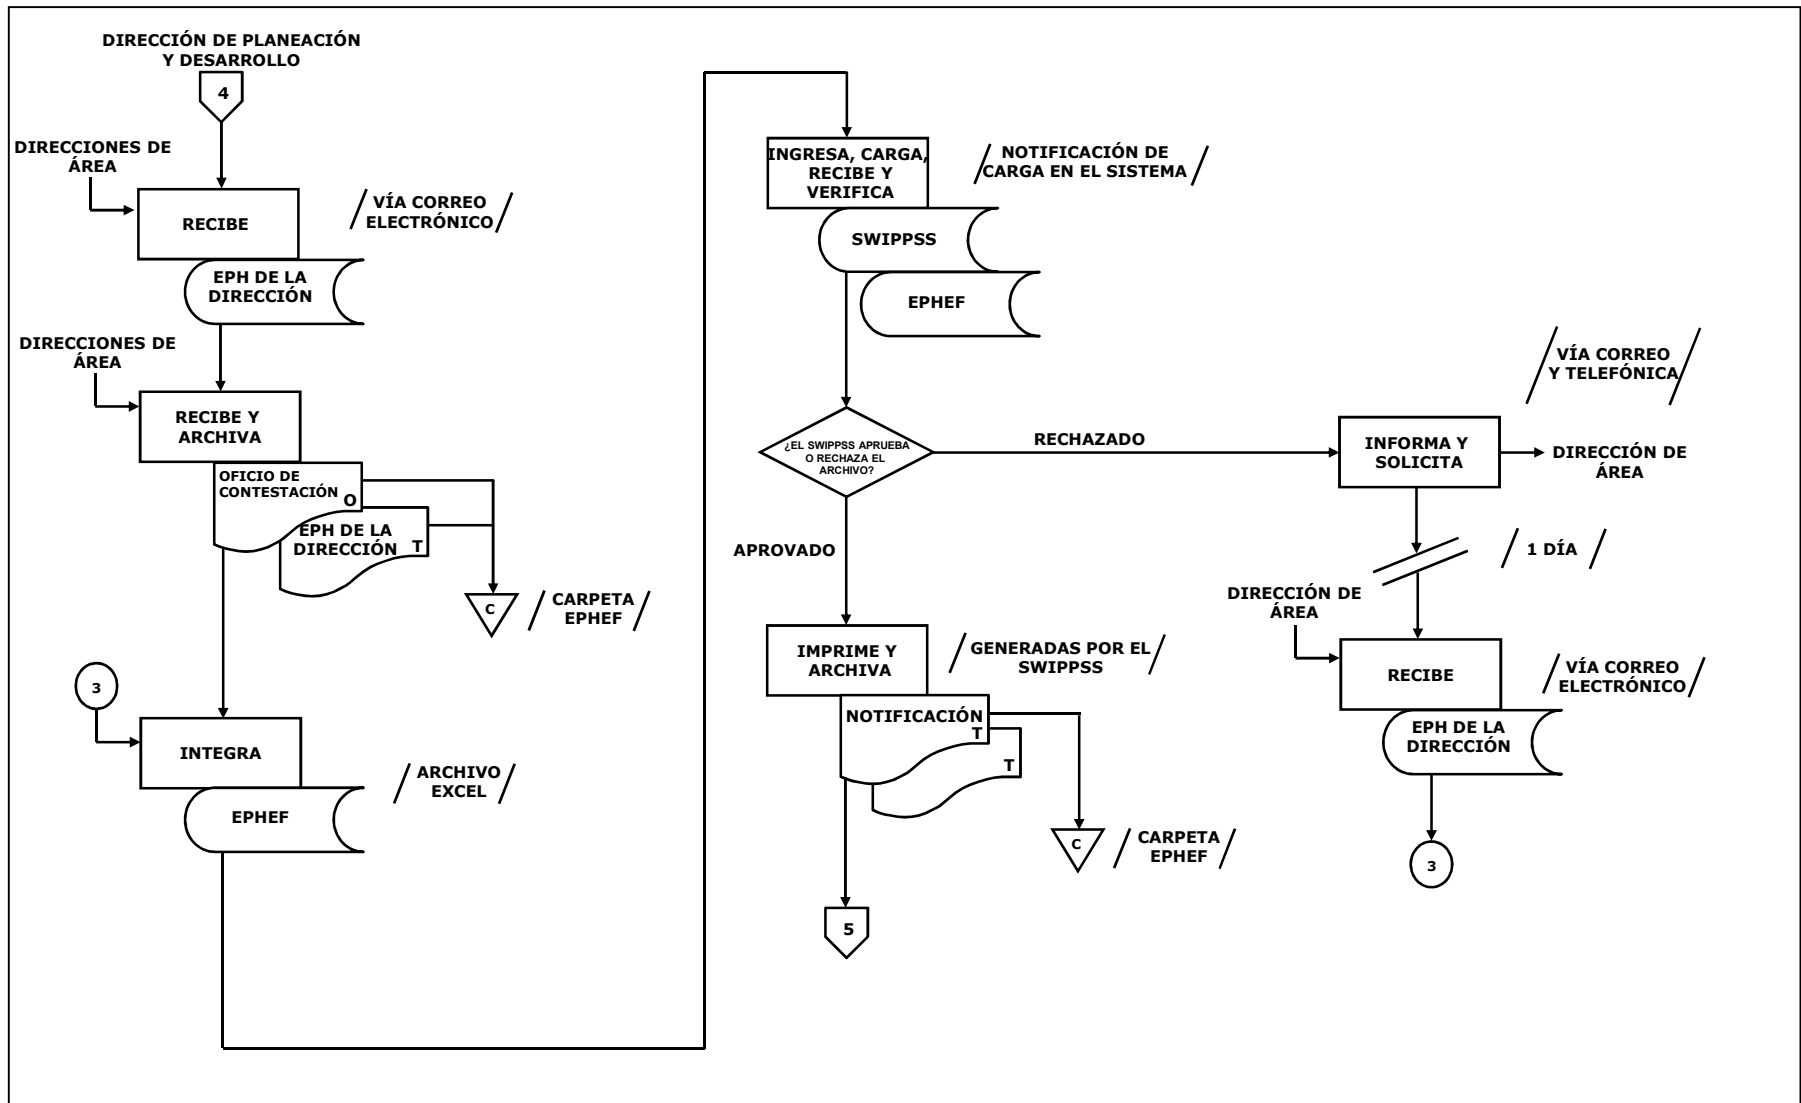 DIRECCIÓN DE PLANEACIÓN
Y DESARROLLO
4
DIRECCIONES DE
ÁREA
RECIBE
VÍA CORREO
ELECTRÓNICO
EPH DE LA
DIRECCIÓN
DIRECCIONES DE
ÁREA
RECIBE Y
ARCHIVA
OFICIO DE
CONTESTACIÓN
O
EPH DE LA
DIRECCIÓN
T
C
CARPETA
EPHEF
3
INTEGRA
ARCHIVO
EXCEL
EPHEF
INGRESA, CARGA,
RECIBE Y
VERIFICA
NOTIFICACIÓN DE
CARGA EN EL SISTEMA
SWIPPSS
EPHEF
¿EL SWIPPSS APRUEBA
O RECHAZA EL
ARCHIVO?
RECHAZADO
APROVADO
IMPRIME Y
ARCHIVA
GENERADAS POR EL
SWIPPSS
NOTIFICACIÓN
T
T
C
CARPETA
EPHEF
5
VÍA CORREO
Y TELEFÓNICA
INFORMA Y
SOLICITA
DIRECCIÓN DE
ÁREA
1 DÍA
DIRECCIÓN DE
ÁREA
RECIBE
VÍA CORREO
ELECTRÓNICO
EPH DE LA
DIRECCIÓN
3